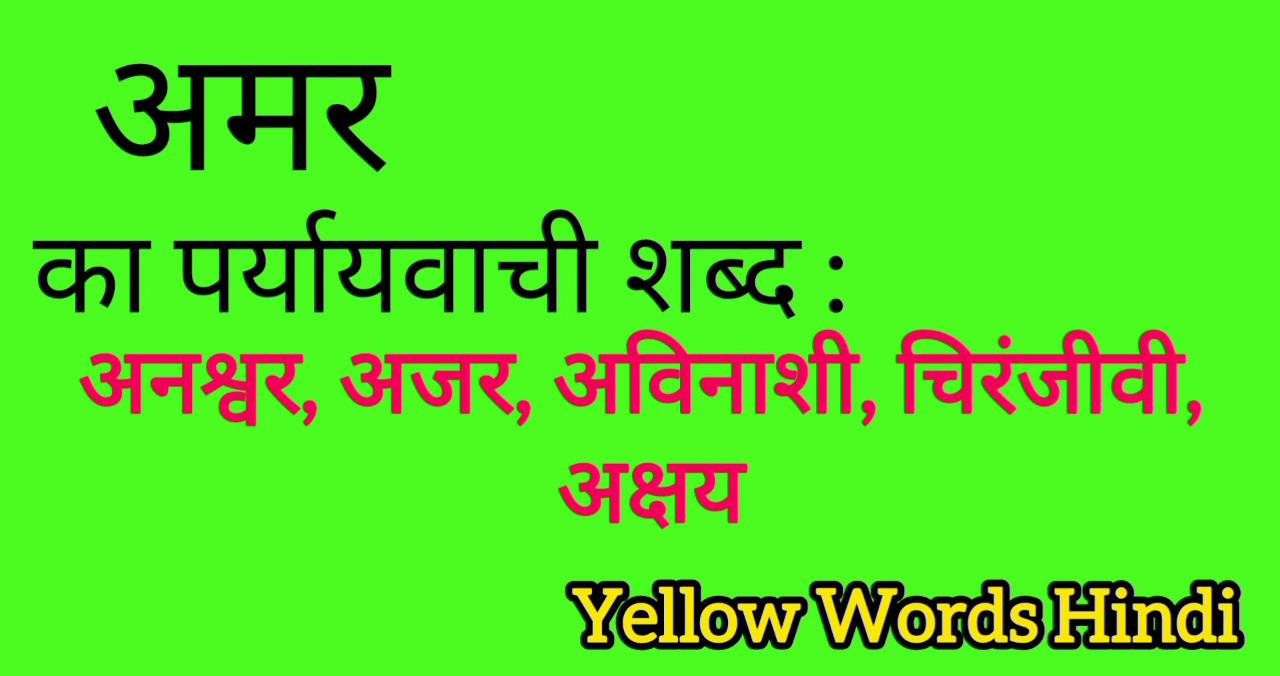 अमर
का पर्यायवाची शब्द :
अनश्वर, अजर, अविनाशी, चिरंजीवी,
अक्षय
Yellow Words Hindi